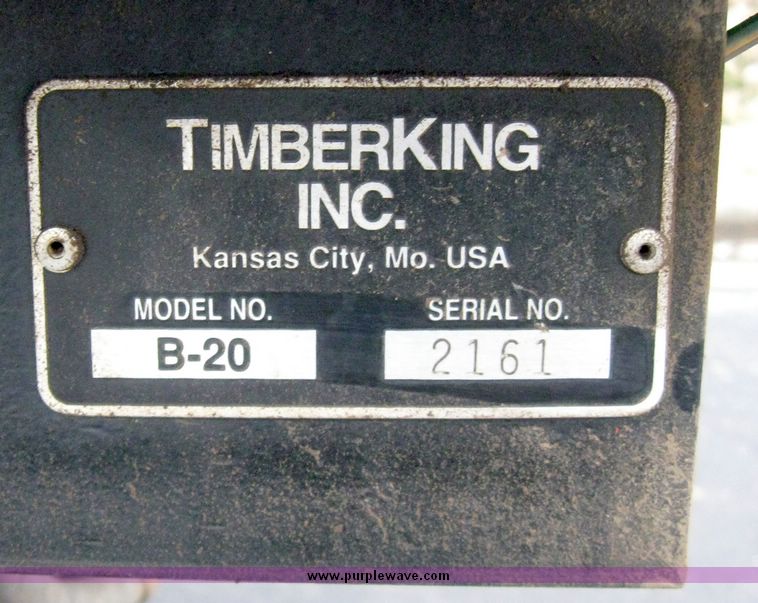 TIMBERKING
INC.
Kansas City, Mo. USA
MODEL NO. SERIAL NO.
B-20 2161
www.purplewave.com